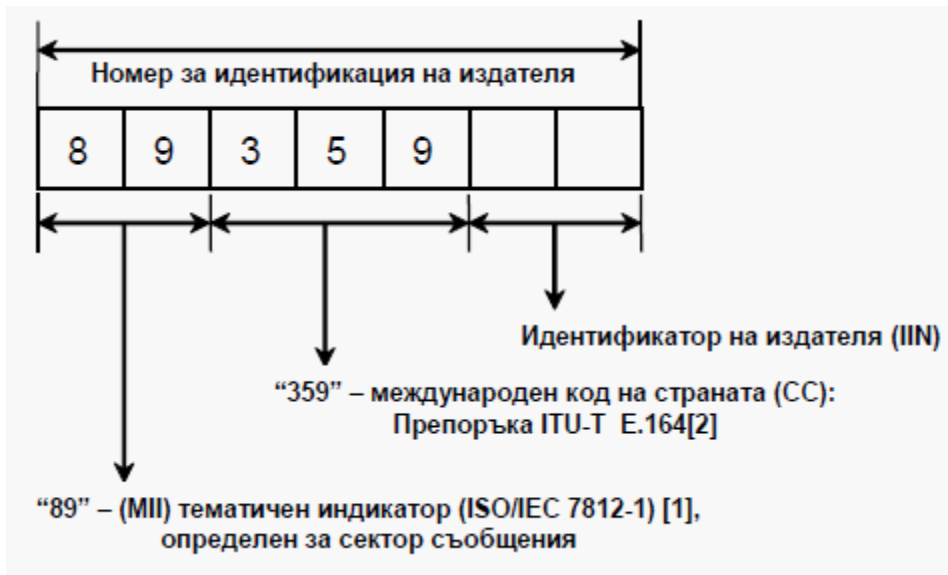 Номер за идентификация на издателя
8 9 3 5 9
Идентификатор на издателя (IIN)
“359” – международен код на страната (CC):
Препоръка ITU-T E.164[2]
“89” – (MII) тематичен индикатор (ISO/IEC 7812-1) [1],
определен за сектор съобщения